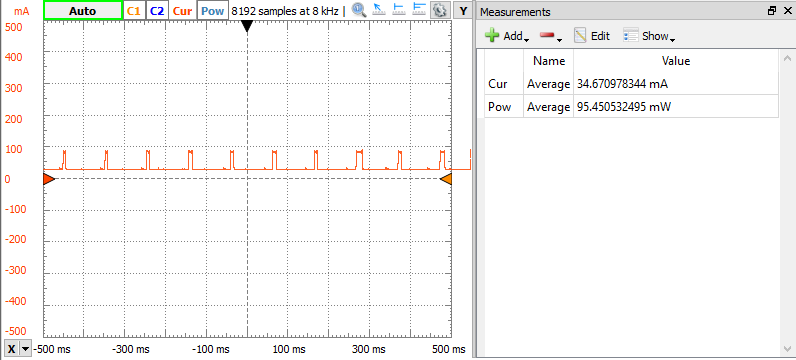 mA Auto C1 C2 Cur Pow 8192 samples at 8 kHz | Y
500
400
300
200
100
0
-100
-200
-300
-400
-500
X -500 ms -300 ms -100 ms 100 ms 300 ms 500 ms
Measurements
Add Edit Show
Name Value
Cur Average 34.670978344 mA
Pow Average 95.450532495 mW